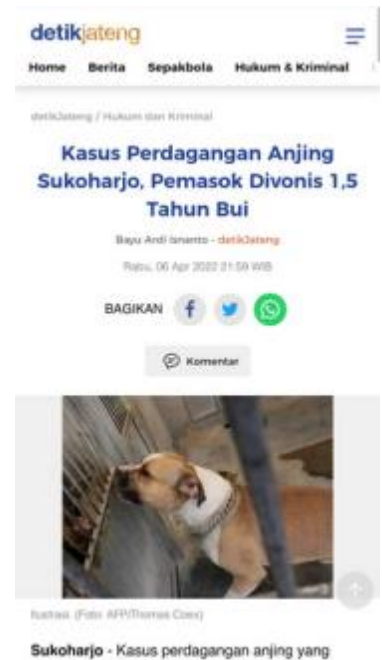 detikjateng
Home Berita Sepakbola Hukum & Kriminal
detikJateng / Hukum dan Kriminal
Kasus Perdagangan Anjing
Sukoharjo, Pemasok Divonis 1,5
Tahun Bui
Bayu Ardi Isnanto - detikJateng
Rabu, 06 Apr 2022 21:59 WIB
BAGIKAN
Komentar
Ilustrasi. (Foto: AFP/Thomas Coex)
Sukoharjo - Kasus perdagangan anjing yang